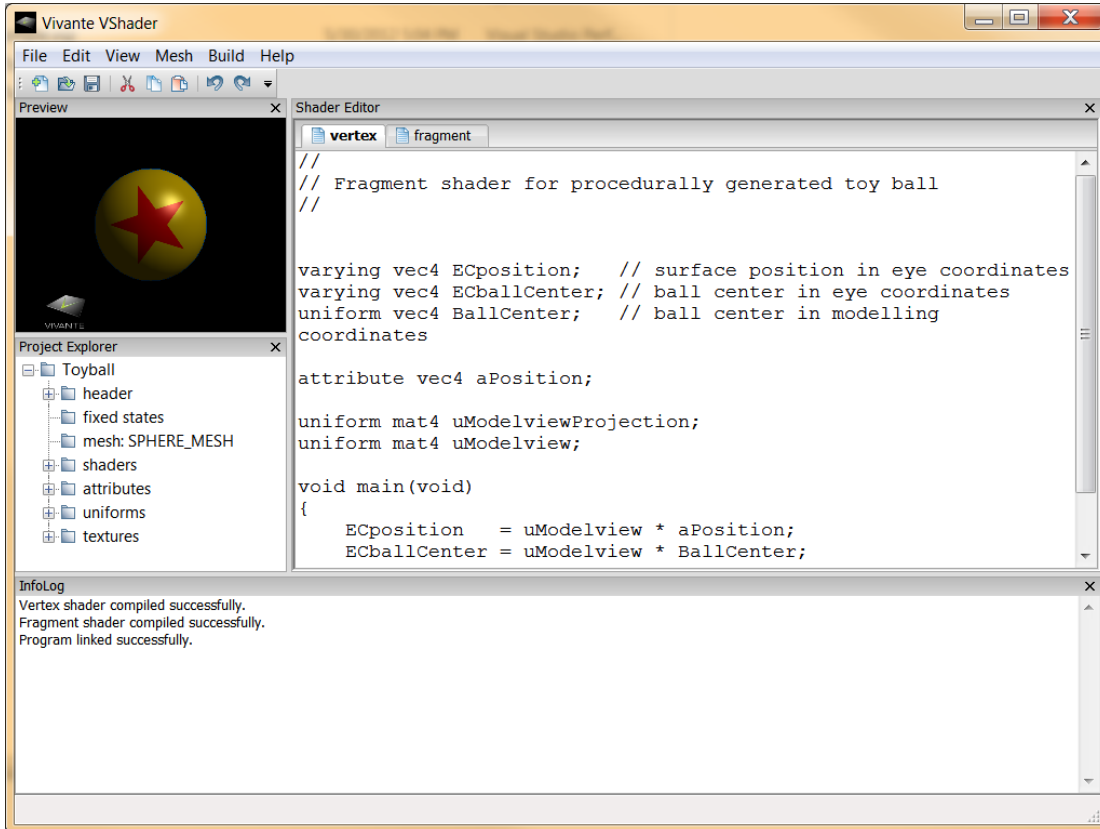 Vivante VShader
File Edit View Mesh Build Help
Preview
VIVANTE
Project Explorer
Toyball
header
fixed states
mesh: SPHERE_MESH
shaders
attributes
uniforms
textures
Shader Editor
vertex fragment
//
// Fragment shader for procedurally generated toy ball
//
varying vec4 ECposition;   // surface position in eye coordinates
varying vec4 ECballCenter; // ball center in eye coordinates
uniform vec4 BallCenter;   // ball center in modelling
coordinates
attribute vec4 aPosition;
uniform mat4 uModelviewProjection;
uniform mat4 uModelview;
void main(void)
{
    ECposition   = uModelview * aPosition;
    ECballCenter = uModelview * BallCenter;
InfoLog
Vertex shader compiled successfully.
Fragment shader compiled successfully.
Program linked successfully.